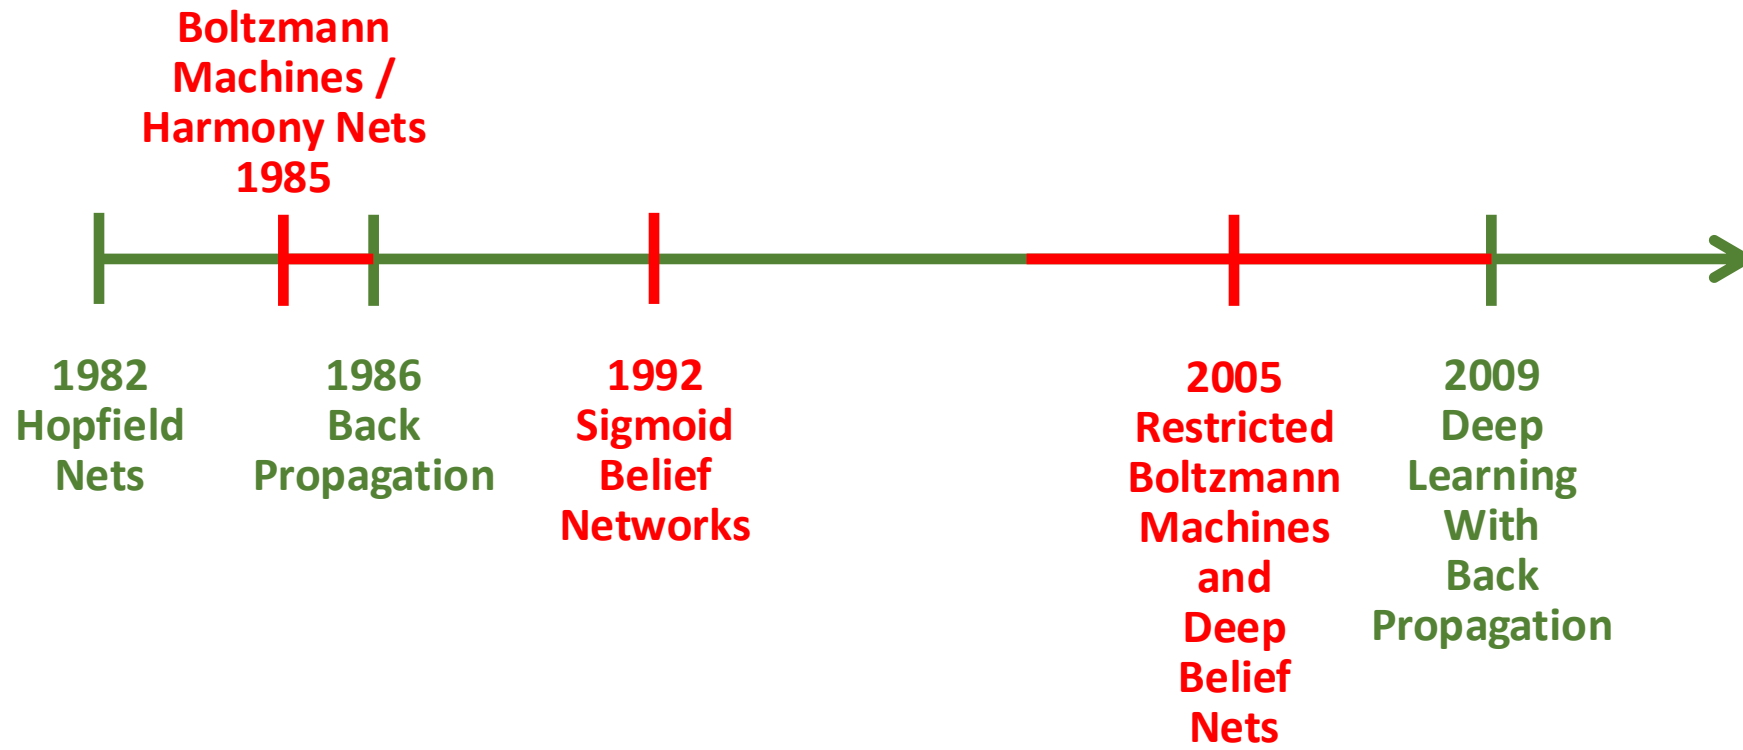 Boltzmann
Machines /
Harmony Nets
1985
1982
Hopfield
Nets
1986
Back
Propagation
1992
Sigmoid
Belief
Networks
2005
Restricted
Boltzmann
Machines
and
Deep
Belief
Nets
2009
Deep
Learning
With
Back
Propagation